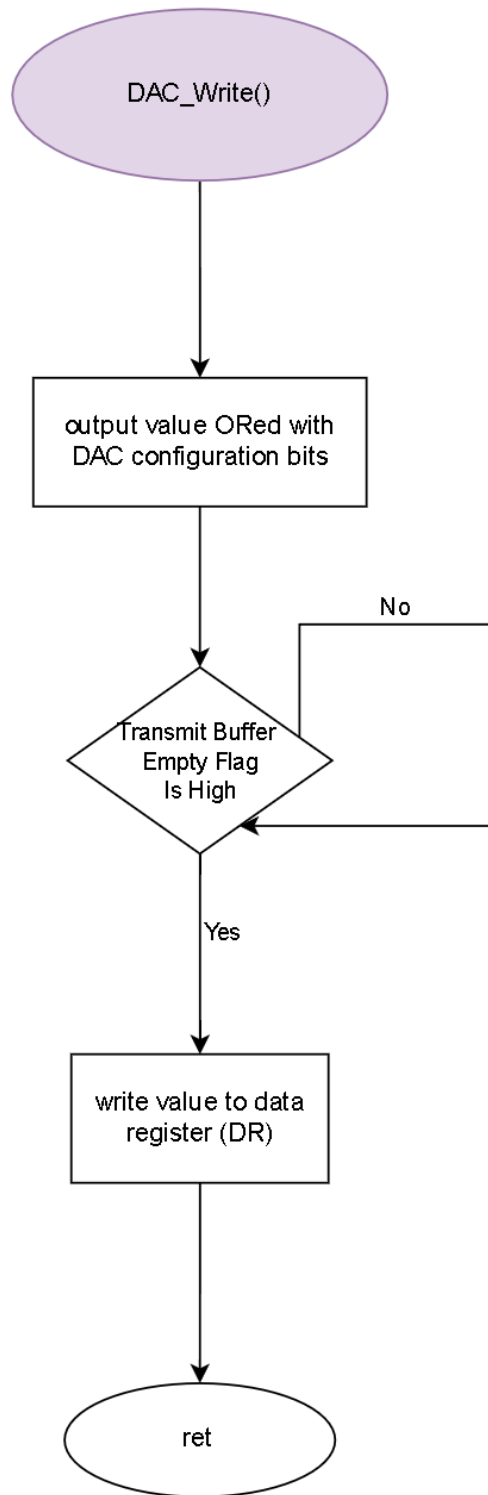 DAC_Write()
output value ORed with
DAC configuration bits
No
Transmit Buffer
Empty Flag
Is High
Yes
write value to data
register (DR)
ret